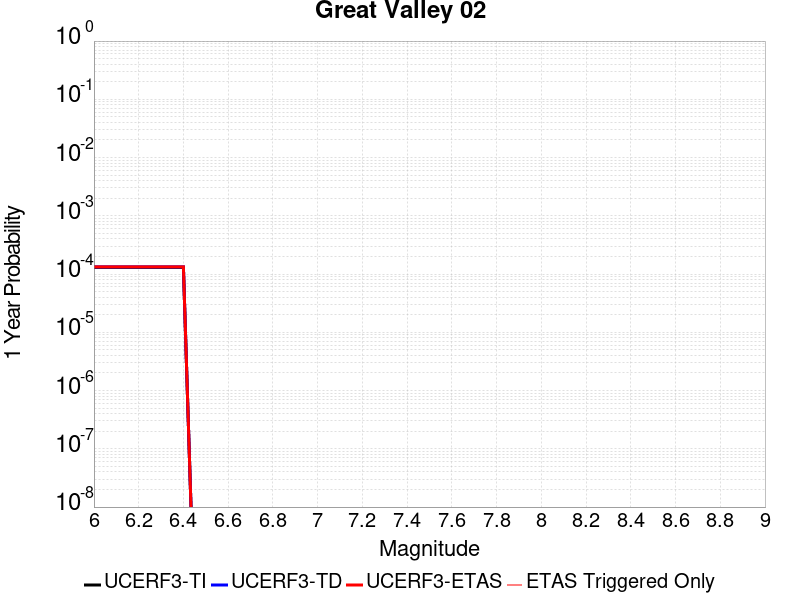 Great Valley 02
10^0
10^-1
10^-2
10^-3
10^-4
10^-5
10^-6
10^-7
10^-8
1 Year Probability
6 6.2 6.4 6.6 6.8 7 7.2 7.4 7.6 7.8 8 8.2 8.4 8.6 8.8 9
Magnitude
UCERF3-TI UCERF3-TD UCERF3-ETAS ETAS Triggered Only